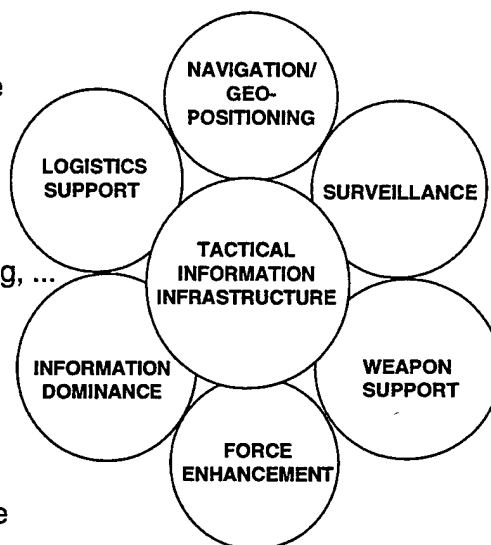 e
NAVIGATION/
GEO-
POSITIONING
LOGISTICS
SUPPORT
SURVEILLANCE
TACTICAL
INFORMATION
INFRASTRUCTURE
g, ...
INFORMATION
DOMINANCE
WEAPON
SUPPORT
FORCE
ENHANCEMENT
e